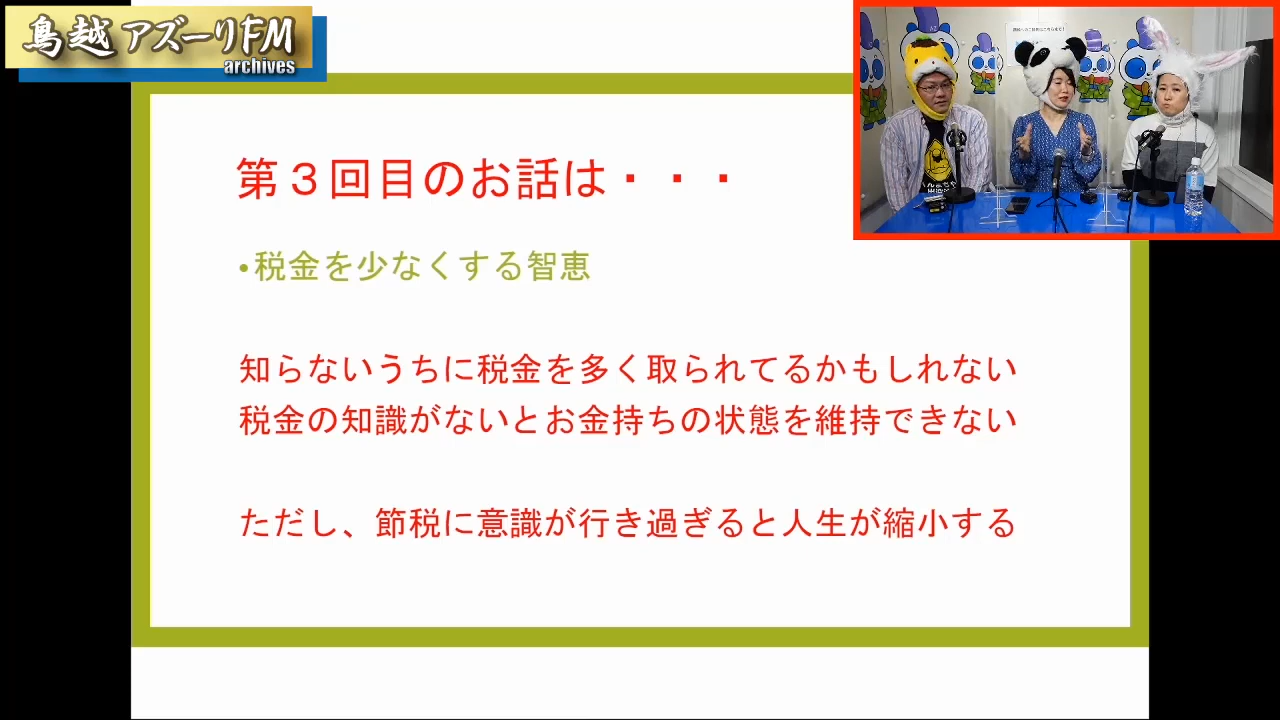 鳥越 アズーリFM
archives
第３回目のお話は・・・
•税金を少なくする智恵
知らないうちに税金を多く取られてるかもしれない
税金の知識がないとお金持ちの状態を維持できない
ただし、節税に意識が行き過ぎると人生が縮小する